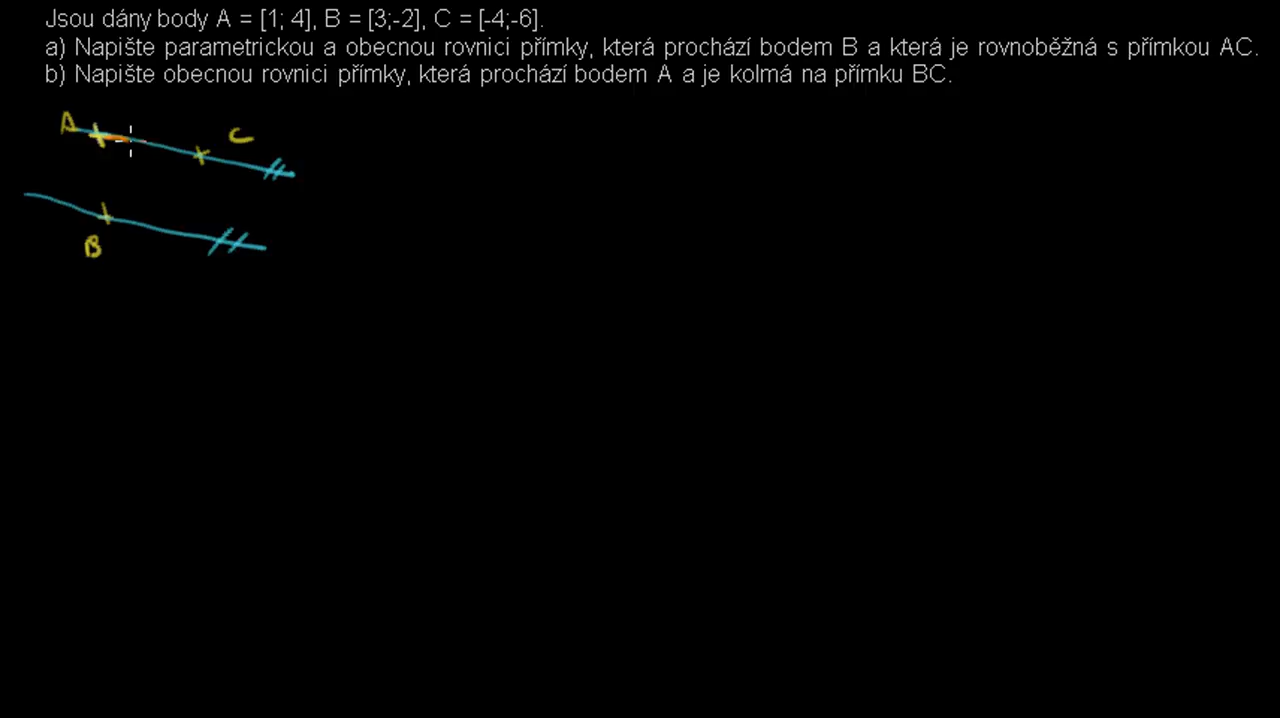 Jsou dány body A = [1; 4], B = [3;-2], C = [-4;-6].
a) Napište parametrickou a obecnou rovnici přímky, která prochází bodem B a která je rovnoběžná s přímkou AC.
b) Napište obecnou rovnici přímky, která prochází bodem A a je kolmá na přímku BC.
A
C
B